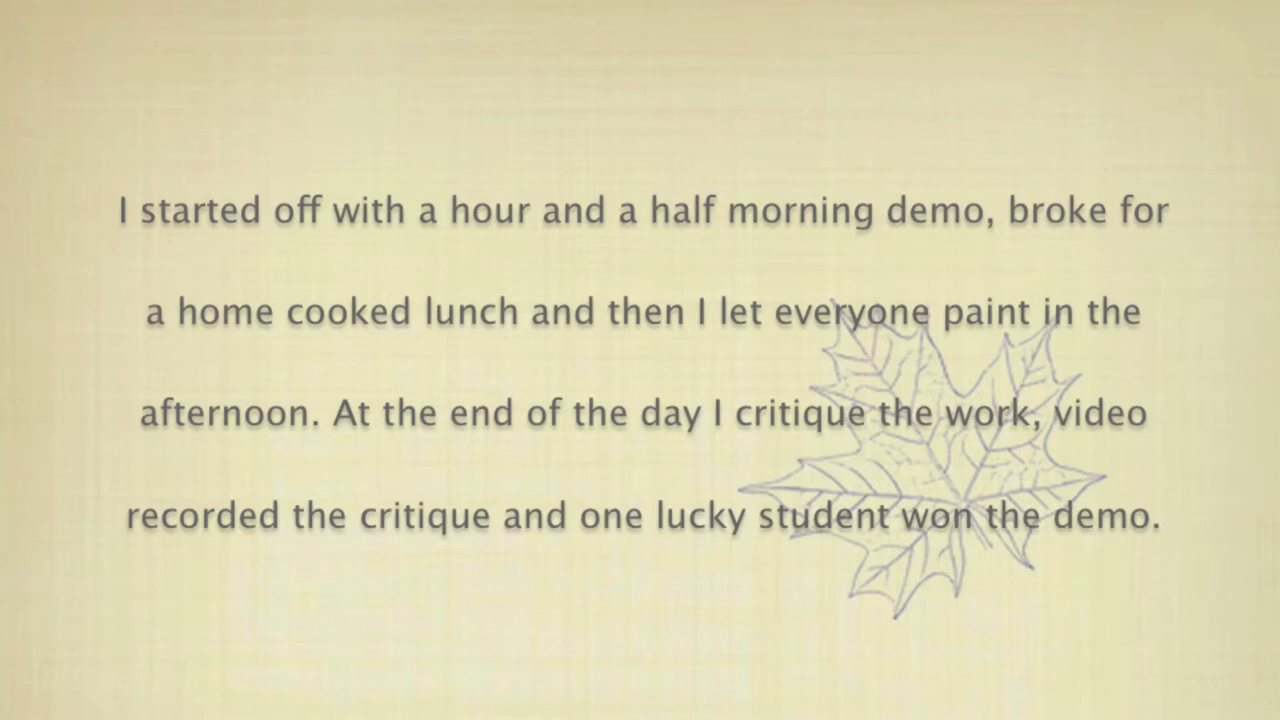 I started off with a hour and a half morning demo, broke for
a home cooked lunch and then I let everyone paint in the
afternoon. At the end of the day I critique the work, video
recorded the critique and one lucky student won the demo.